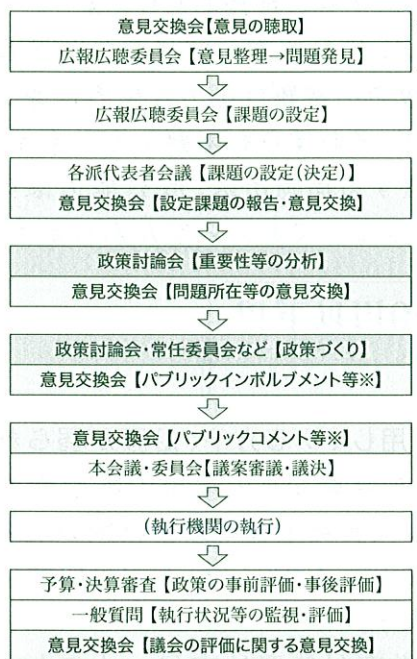 意見交換会【意見の聴取】
広報広聴委員会【意見整理→問題発見】
広報広聴委員会【課題の設定】
各派代表者会議【課題の設定(決定)】
意見交換会【設定課題の報告・意見交換】
政策討論会【重要性等の分析】
意見交換会【問題所在等の意見交換】
政策討論会・常任委員会など【政策づくり】
意見交換会【パブリックインボルブメント等※】
意見交換会【パブリックコメント等※】
本会議・委員会【議案審議・議決】
(執行機関の執行)
予算・決算審査【政策の事前評価・事後評価】
一般質問【執行状況等の監視・評価】
意見交換会【議会の評価に関する意見交換】